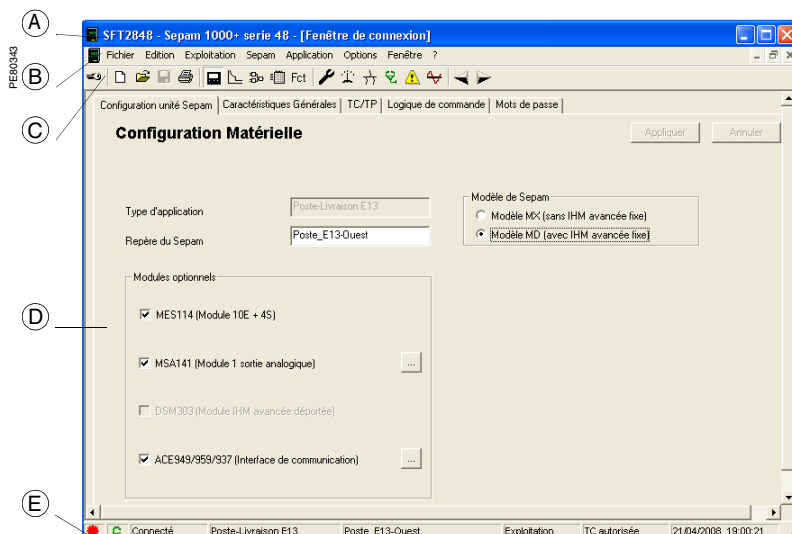 A
SFT2848 - Sepam 1000+ serie 48 - [Fenêtre de connexion]
PE80343
B
Fichier Edition Exploitation Sepam Application Options Fenêtre ?
Fct
C
Configuration unité Sepam Caractéristiques Générales TC/TP Logique de commande Mots de passe
Configuration Matérielle
Appliquer Annuler
Type d'application Poste-Livraison E13
Repère du Sepam Poste_E13-Ouest
Modèle de Sepam
Modèle MX (sans IHM avancée fixe)
Modèle MD (avec IHM avancée fixe)
Modules optionnels
MES114 (Module 10E + 4S)
D
MSA141 (Module 1 sortie analogique) ...
DSM303 (Module IHM avancée déportée)
ACE949/959/937 (Interface de communication) ...
E
C Connecté Poste-Livraison E13 Poste_E13-Ouest Exploitation TC autorisée 21/04/2008 19:00:21